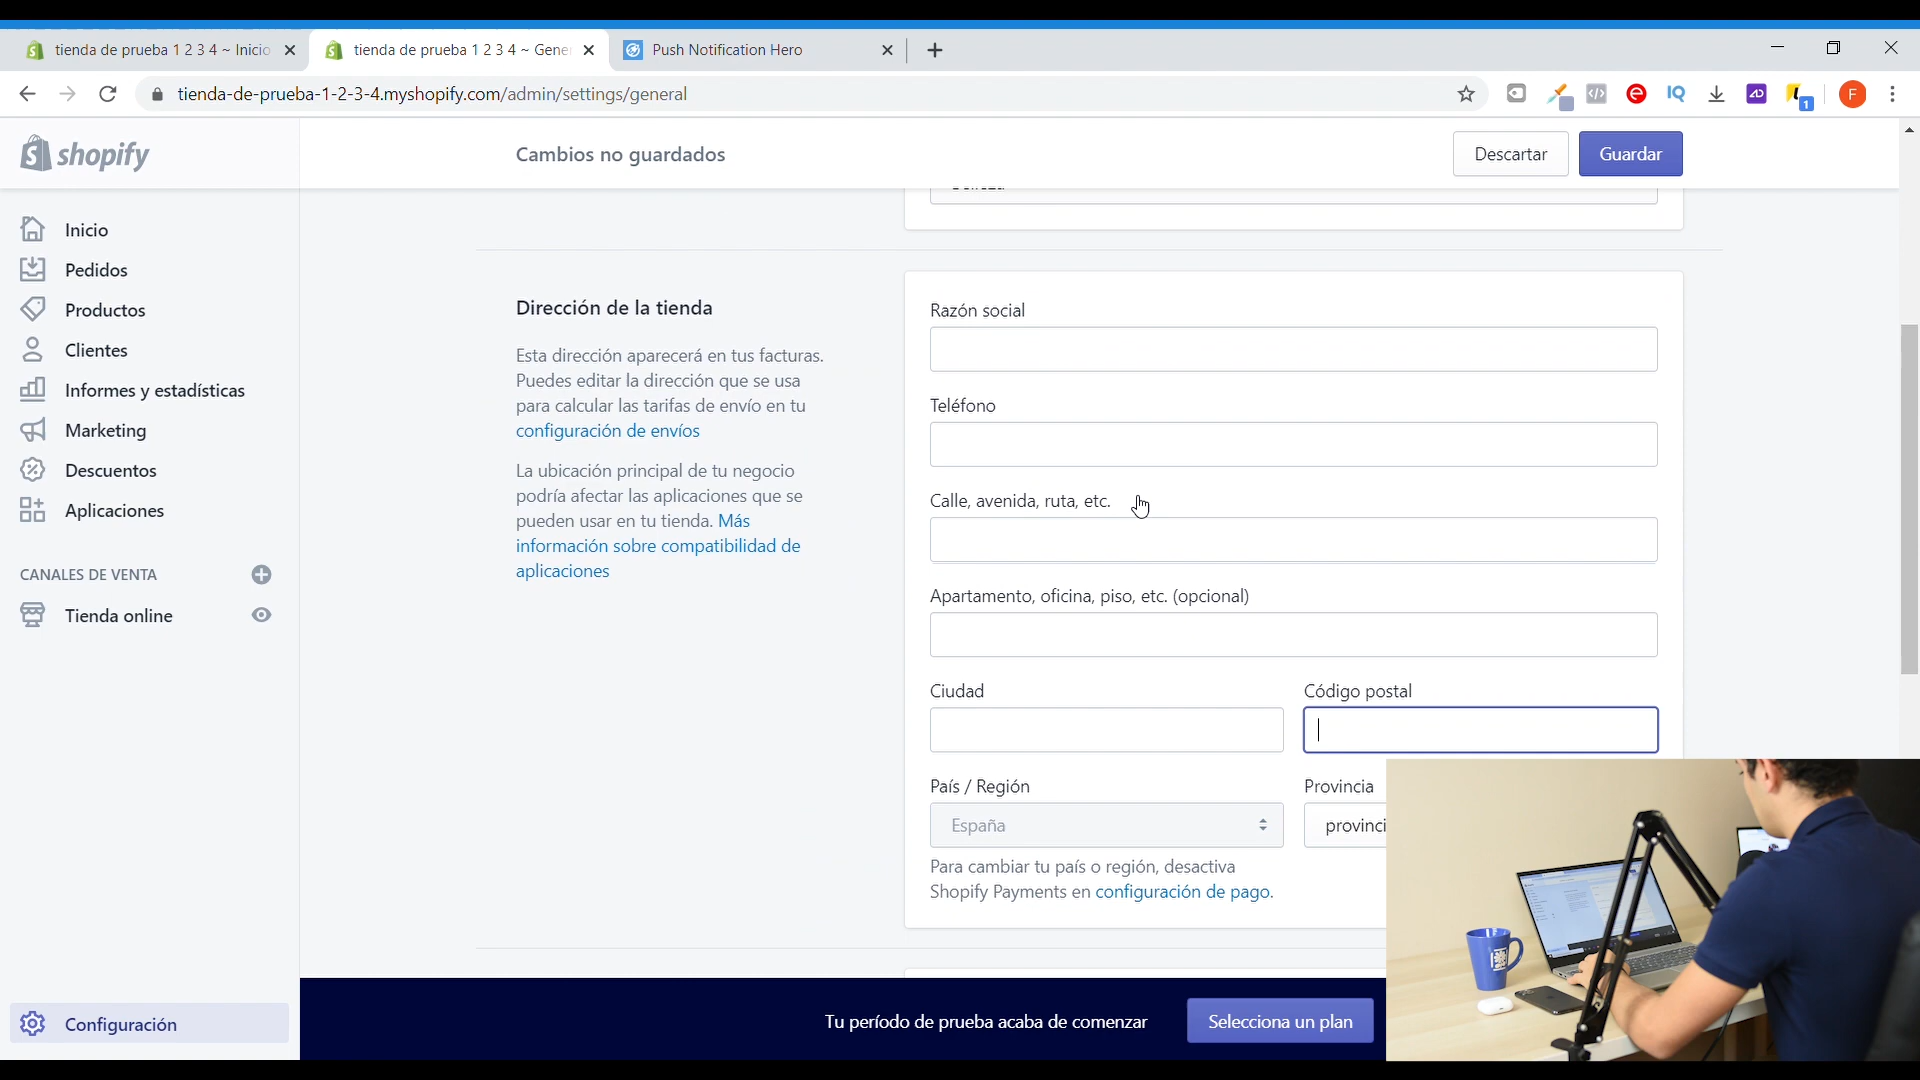 tienda de prueba 1 2 3 4 ~ Inicio
tienda de prueba 1 2 3 4 ~ Gene
Push Notification Hero
tienda-de-prueba-1-2-3-4.myshopify.com/admin/settings/general
IQ
1
F
shopify
Cambios no guardados
Descartar
Guardar
Inicio
Pedidos
Productos
Clientes
Informes y estadísticas
Marketing
Descuentos
Aplicaciones
CANALES DE VENTA
Tienda online
Configuración
Dirección de la tienda
Esta dirección aparecerá en tus facturas.
Puedes editar la dirección que se usa
para calcular las tarifas de envío en tu
configuración de envíos
La ubicación principal de tu negocio
podría afectar las aplicaciones que se
pueden usar en tu tienda. Más
información sobre compatibilidad de
aplicaciones
Razón social
Teléfono
Calle, avenida, ruta, etc.
Apartamento, oficina, piso, etc. (opcional)
Ciudad
Código postal
País / Región
Provincia
España
provinci
Para cambiar tu país o región, desactiva
Shopify Payments en configuración de pago.
Tu período de prueba acaba de comenzar
Selecciona un plan